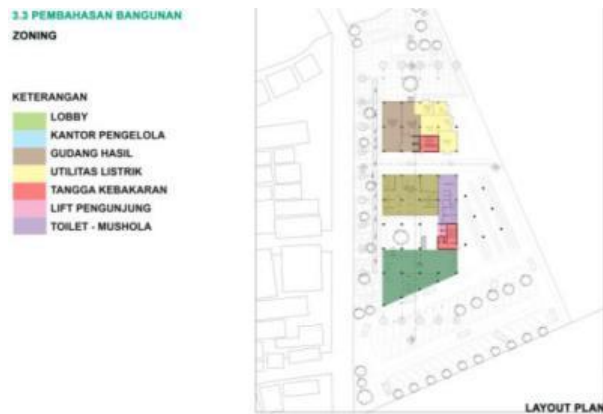 3.3 PEMBAHASAN BANGUNAN
ZONING
KETERANGAN
LOBBY
KANTOR PENGELOLA
GUDANG HASIL
UTILITAS LISTRIK
TANGGA KEBAKARAN
LIFT PENGUNJUNG
TOILET - MUSHOLA
LAYOUT PLAN